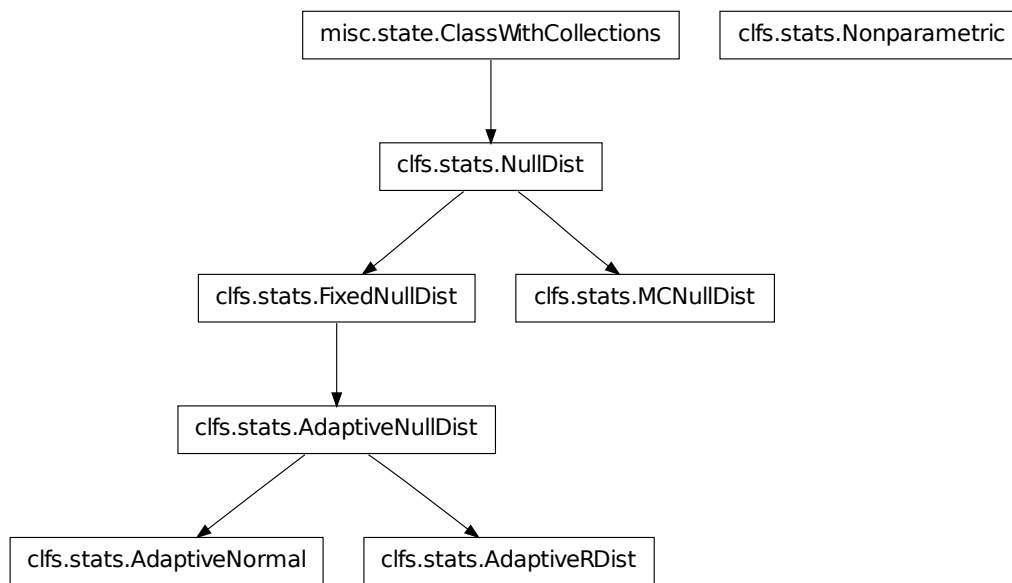 misc.state.ClassWithCollections
clfs.stats.Nonparametric
clfs.stats.NullDist
clfs.stats.FixedNullDist
clfs.stats.MCNullDist
clfs.stats.AdaptiveNullDist
clfs.stats.AdaptiveNormal
clfs.stats.AdaptiveRDist